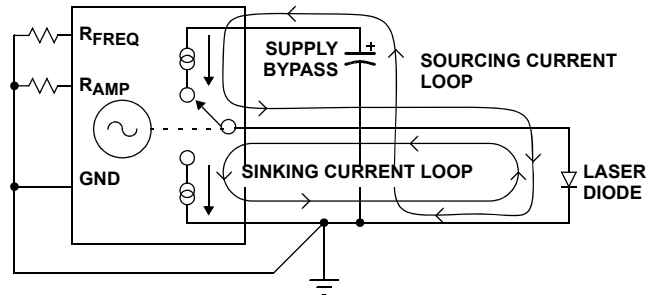 RFREQ
SUPPLY
BYPASS
+
SOURCING CURRENT
LOOP
RAMP
GND
SINKING CURRENT LOOP
LASER
DIODE